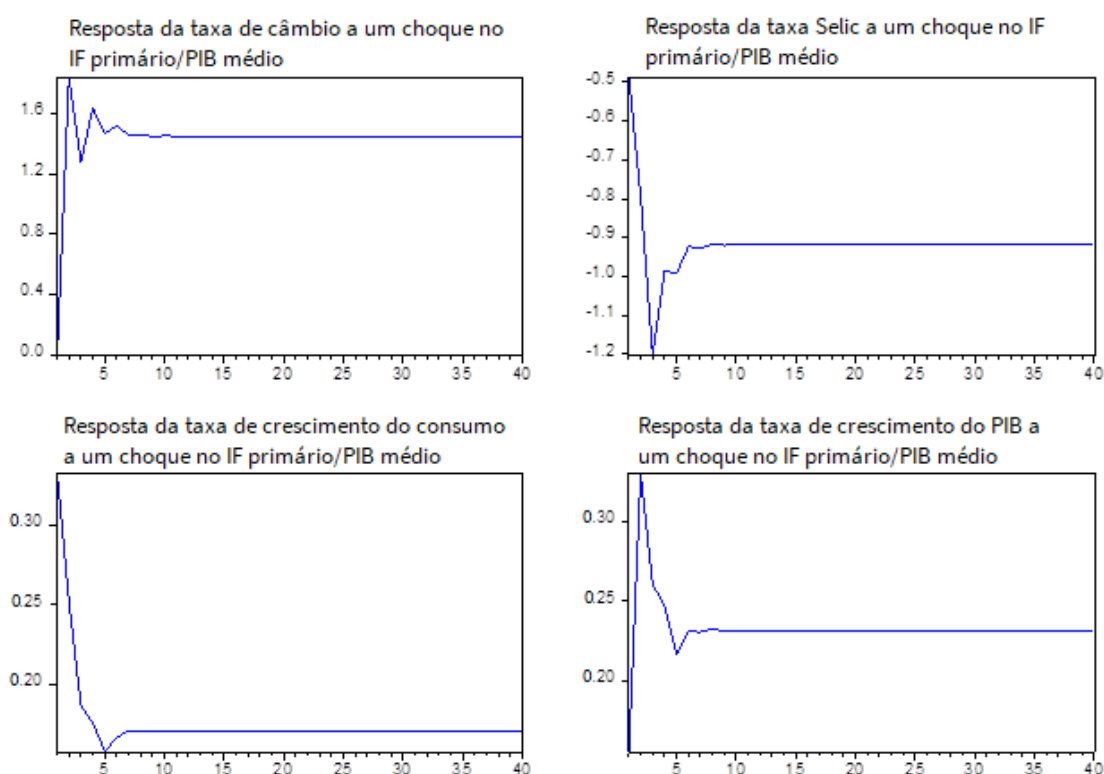 Resposta da taxa de câmbio a um choque no
IF primário/PIB médio
1.6
1.2
0.8
0.4
0.0
5 10 15 20 25 30 35 40
Resposta da taxa Selic a um choque no IF
primário/PIB médio
-0.5
-0.6
-0.7
-0.8
-0.9
-1.0
-1.1
-1.2
5 10 15 20 25 30 35 40
Resposta da taxa de crescimento do consumo
a um choque no IF primário/PIB médio
0.30
0.25
0.20
5 10 15 20 25 30 35 40
Resposta da taxa de crescimento do PIB a
um choque no IF primário/PIB médio
0.30
0.25
0.20
5 10 15 20 25 30 35 40